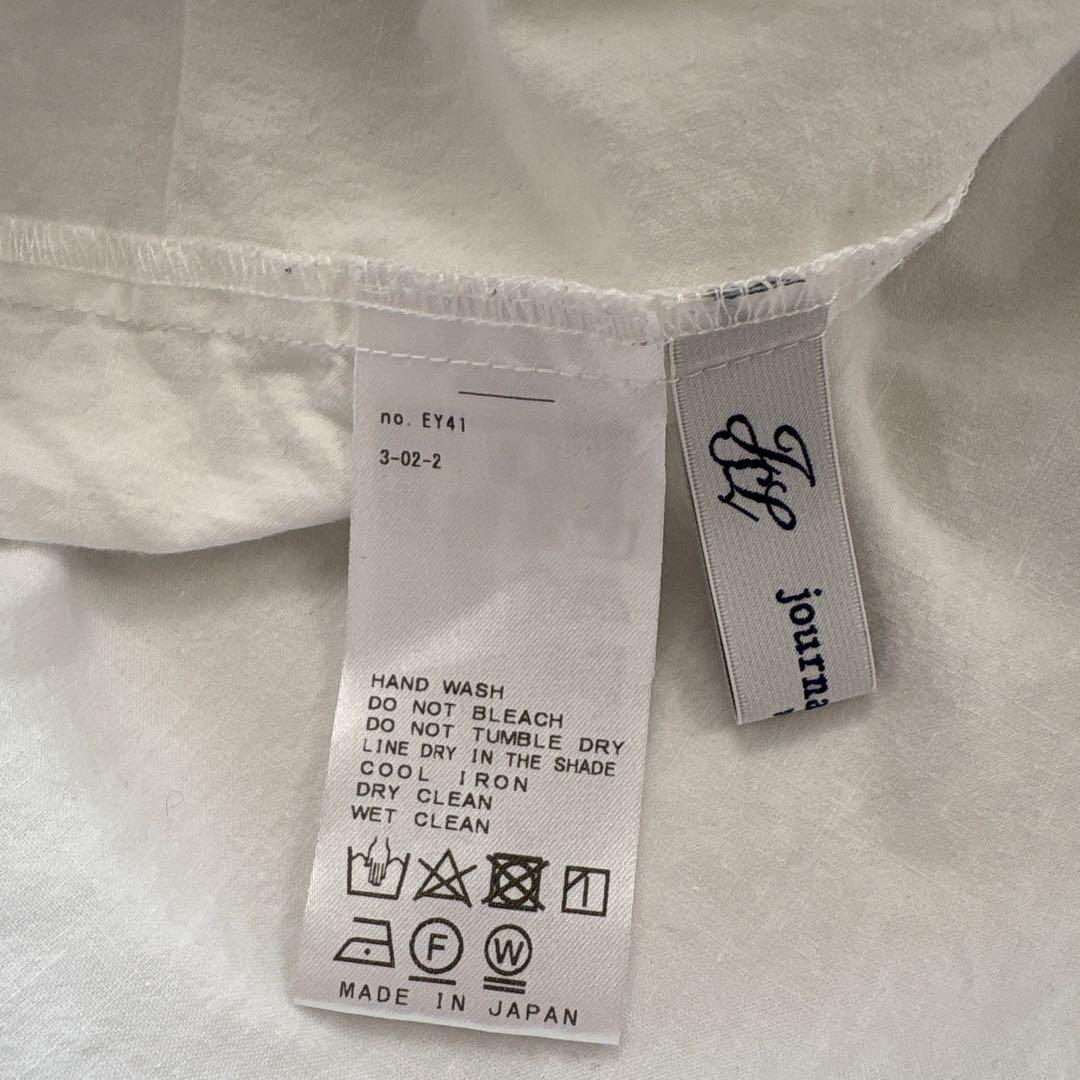 no. EY41
3-02-2
HAND WASH
DO NOT BLEACH
DO NOT TUMBLE DRY
LINE DRY IN THE SHADE
COOL IRON
DRY CLEAN
WET CLEAN
F W
MADE IN JAPAN
journa